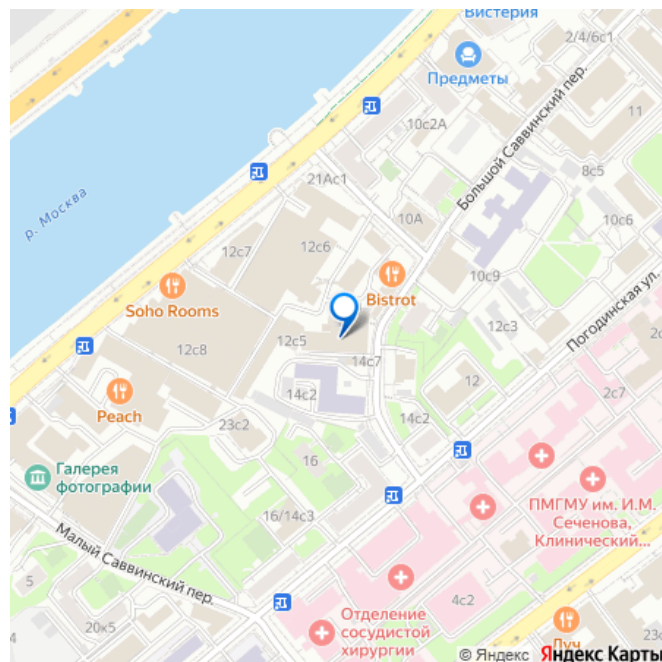 Вистерия
2/4/6с1
Предметы
11
10с2А
Большой Саввинский пер.
8с5
21Ас1
р. Москва
10А
10с6
12с7
12с6
10с9
Bistrot
Soho Rooms
Погодинская ул.
12с3
12с5
12с8
14с7
12
14с2
2с7
Peach
23с2
14с2
16
Галерея
фотографии
ПМГМУ им. И.М.
Сеченова,
Клинический...
16/14с3
Малый Саввинский пер.
5
4с2
20к5
Отделение
сосудистой
хирургии
Луч
© Яндекс Яндекс Карты